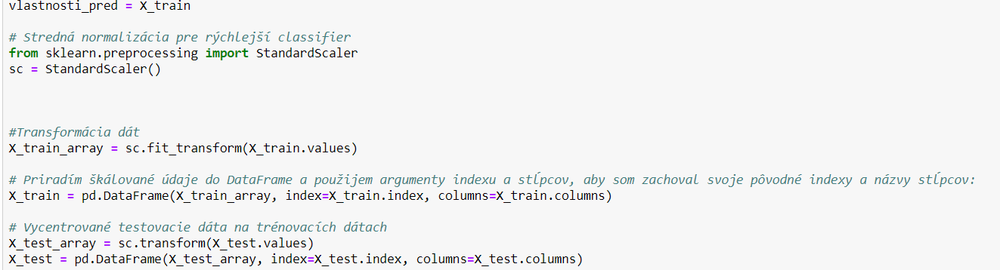 vlastnosti_pred = X_train
# Stredná normalizácia pre rýchlejší classifier
from sklearn.preprocessing import StandardScaler
sc = StandardScaler()
#Transformácia dát
X_train_array = sc.fit_transform(X_train.values)
# Priradím škálované údaje do DataFrame a použijem argumenty indexu a stĺpcov, aby som zachoval svoje pôvodné indexy a názvy stĺpcov:
X_train = pd.DataFrame(X_train_array, index=X_train.index, columns=X_train.columns)
# Vycentrované testovacie dáta na trénovacích dátach
X_test_array = sc.transform(X_test.values)
X_test = pd.DataFrame(X_test_array, index=X_test.index, columns=X_test.columns)